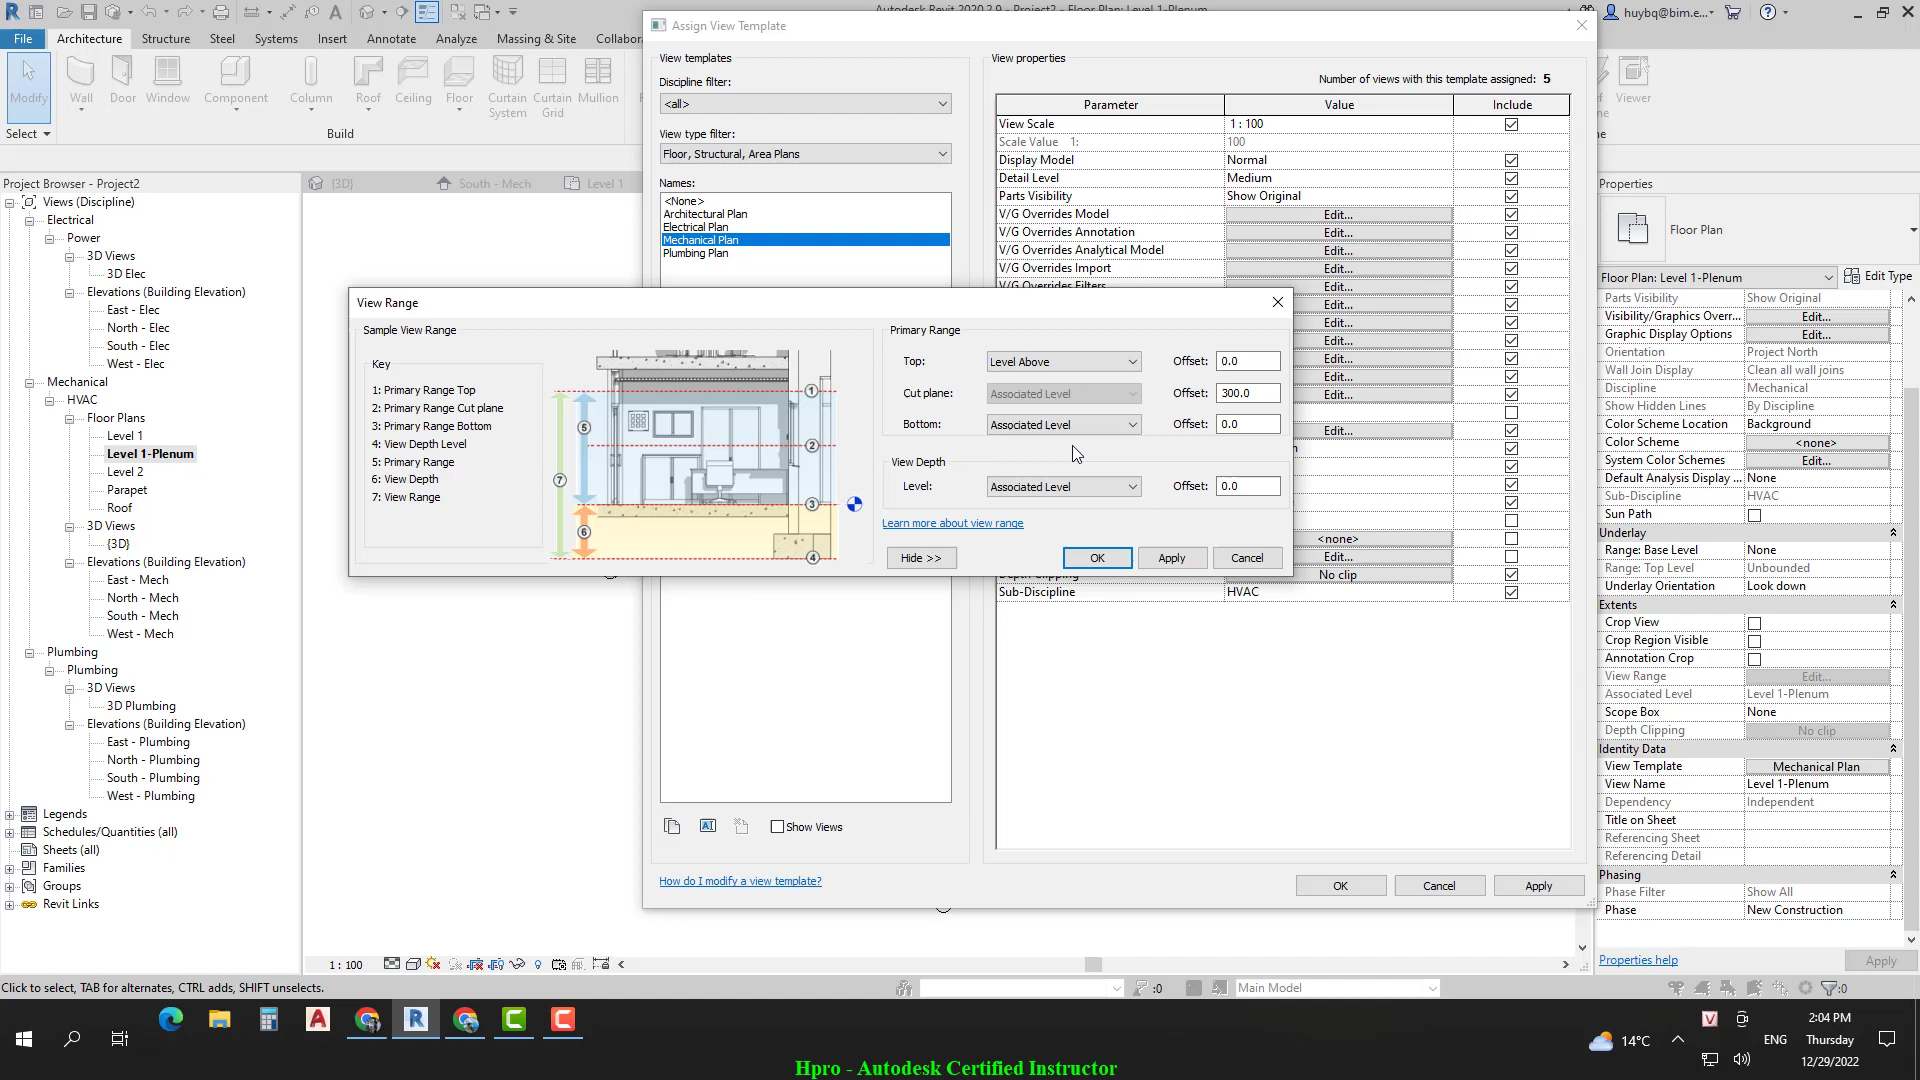 Autodesk Revit 2020.2.9 - Project2 - Floor Plan: Level 1-Plenum
huybq@bim.e...
File Architecture Structure Steel Systems Insert Annotate Analyze Massing & Site
Modify Wall Door Window Component Column Roof Ceiling Floor Curtain System Curtain Grid Mullion Viewer
Select Build
Project Browser - Project2
{3D} South - Mech Level 1
Views (Discipline)
Electrical
Power
3D Views
3D Elec
Elevations (Building Elevation)
East - Elec
North - Elec
South - Elec
West - Elec
Mechanical
HVAC
Floor Plans
Level 1
Level 1-Plenum
Level 2
Parapet
Roof
3D Views
{3D}
Elevations (Building Elevation)
East - Mech
North - Mech
South - Mech
West - Mech
Plumbing
Plumbing
3D Views
3D Plumbing
Elevations (Building Elevation)
East - Plumbing
North - Plumbing
South - Plumbing
West - Plumbing
Legends
Schedules/Quantities (all)
Sheets (all)
Families
Groups
Revit Links
Assign View Template
View templates
Discipline filter:
<all>
View type filter:
Floor, Structural, Area Plans
Names:
<None>
Architectural Plan
Electrical Plan
Mechanical Plan
Plumbing Plan
Show Views
How do I modify a view template?
View properties
Number of views with this template assigned: 5
Parameter Value Include
View Scale 1 : 100
Scale Value 1: 100
Display Model Normal
Detail Level Medium
Parts Visibility Show Original
V/G Overrides Model Edit...
V/G Overrides Annotation Edit...
V/G Overrides Analytical Model Edit...
V/G Overrides Import Edit...
V/G Overrides Filters Edit...
Edit...
Edit...
Edit...
Edit...
Edit...
Edit...
Edit...
<none>
Edit...
Depth Clipping No clip
Sub-Discipline HVAC
OK Cancel Apply
View Range
Sample View Range
Key
1: Primary Range Top
2: Primary Range Cut plane
3: Primary Range Bottom
4: View Depth Level
5: Primary Range
6: View Depth
7: View Range
1
5
2
7
3
6
4
Primary Range
Top: Level Above Offset: 0.0
Cut plane: Associated Level Offset: 300.0
Bottom: Associated Level Offset: 0.0
View Depth
Level: Associated Level Offset: 0.0
Learn more about view range
Hide >> OK Apply Cancel
Properties
Floor Plan
Floor Plan: Level 1-Plenum Edit Type
Parts Visibility Show Original
Visibility/Graphics Overr... Edit...
Graphic Display Options Edit...
Orientation Project North
Wall Join Display Clean all wall joins
Discipline Mechanical
Show Hidden Lines By Discipline
Color Scheme Location Background
Color Scheme <none>
System Color Schemes Edit...
Default Analysis Display ... None
Sub-Discipline HVAC
Sun Path
Underlay
Range: Base Level None
Range: Top Level Unbounded
Underlay Orientation Look down
Extents
Crop View
Crop Region Visible
Annotation Crop
View Range Edit...
Associated Level Level 1-Plenum
Scope Box None
Depth Clipping No clip
Identity Data
View Template Mechanical Plan
View Name Level 1-Plenum
Dependency Independent
Title on Sheet
Referencing Sheet
Referencing Detail
Phasing
Phase Filter Show All
Phase New Construction
Properties help Apply
1 : 100
Click to select, TAB for alternates, CTRL adds, SHIFT unselects.
:0 Main Model :0
14°C ENG
2:04 PM
Thursday
12/29/2022
Hpro - Autodesk Certified Instructor